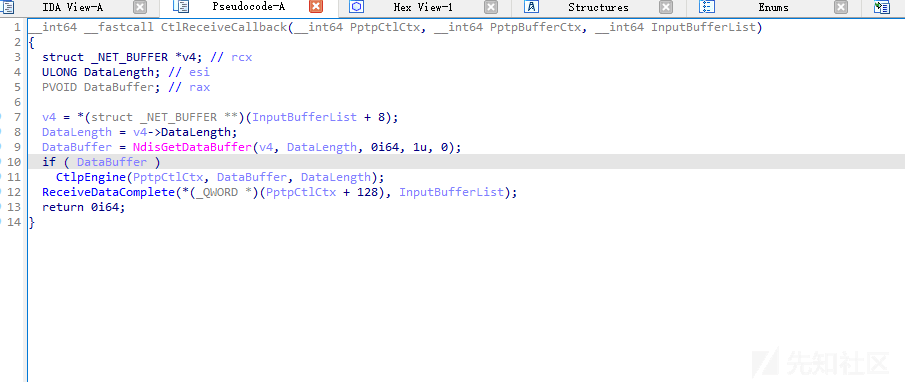 IDA View-A Pseudocode-A Hex View-1 Structures Enums
1 __int64 __fastcall CtlReceiveCallback(__int64 PptpCtlCtx, __int64 PptpBufferCtx, __int64 InputBufferList)
2 {
3 struct _NET_BUFFER *v4; // rcx
4 ULONG DataLength; // esi
5 PVOID DataBuffer; // rax
6
7 v4 = *(struct _NET_BUFFER **)(InputBufferList + 8);
8 DataLength = v4->DataLength;
9 DataBuffer = NdisGetDataBuffer(v4, DataLength, 0i64, 1u, 0);
10 if ( DataBuffer )
11 CtlpEngine(PptpCtlCtx, DataBuffer, DataLength);
12 ReceiveDataComplete(*(_QWORD *)(PptpCtlCtx + 128), InputBufferList);
13 return 0i64;
14 }
先知社区